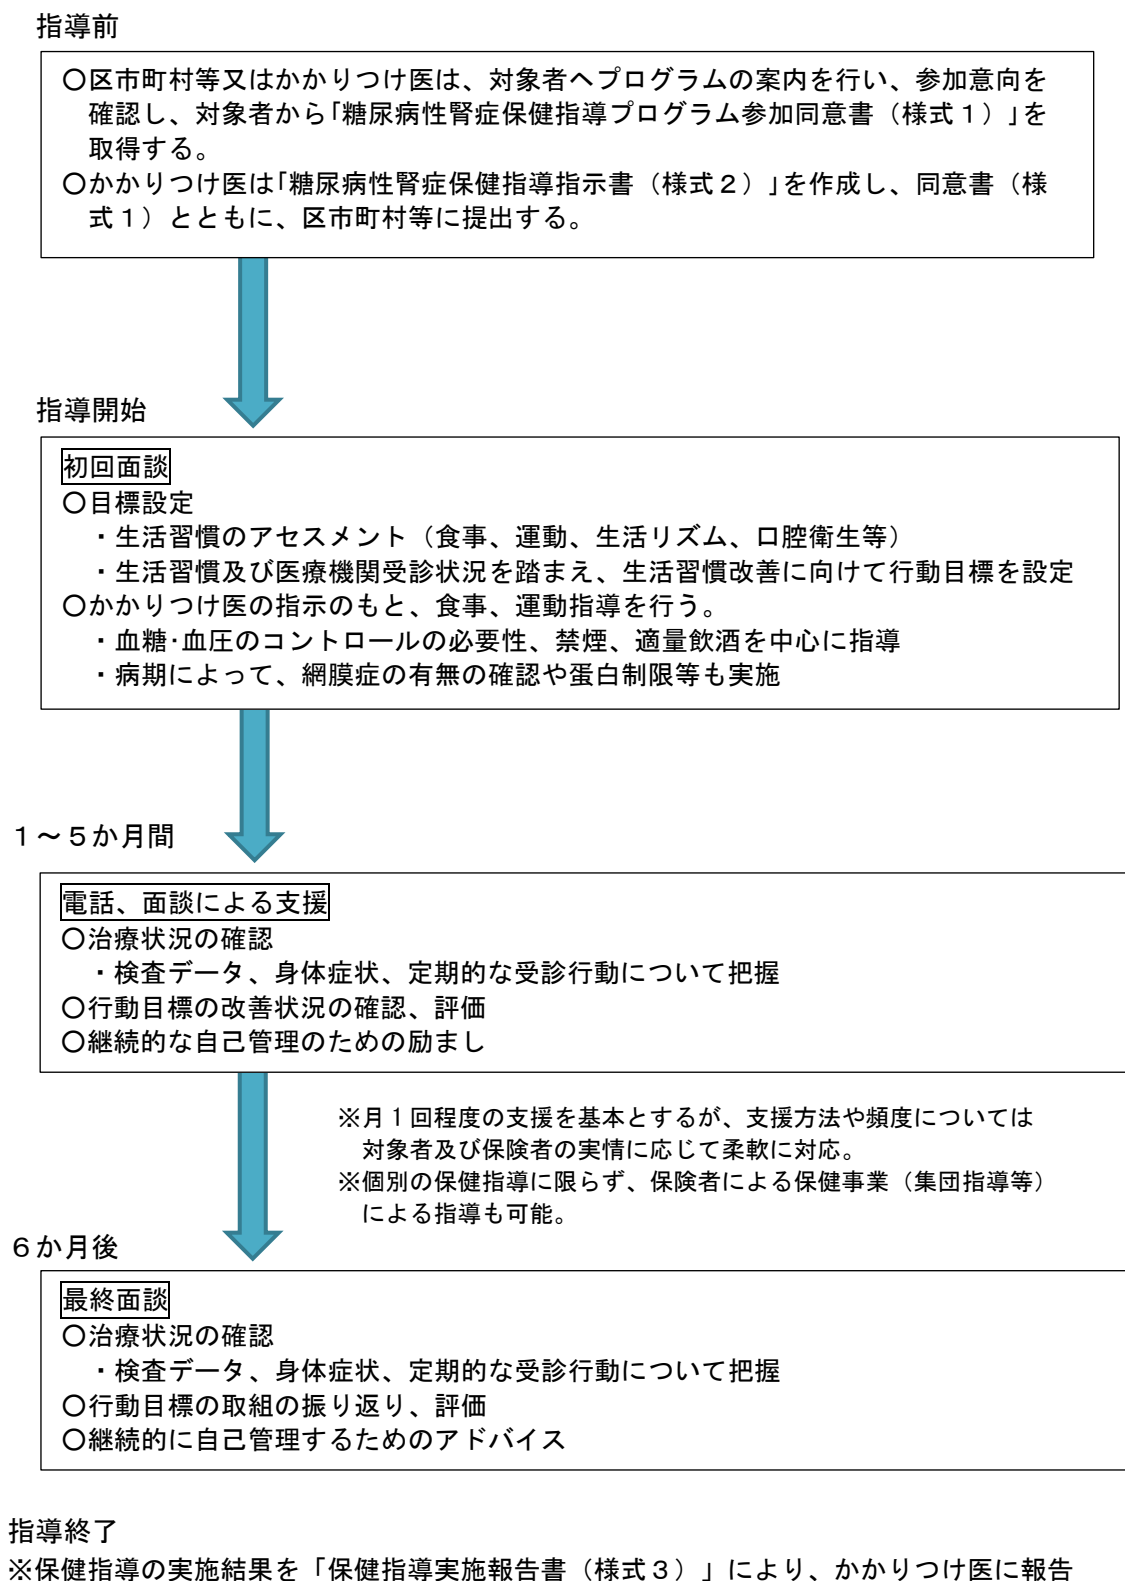 指導前
○区市町村等又はかかりつけ医は、対象者へプログラムの案内を行い、参加意向を
確認し、対象者から「糖尿病性腎症保健指導プログラム参加同意書（様式１）」を
取得する。
○かかりつけ医は「糖尿病性腎症保健指導指示書（様式２）」を作成し、同意書（様
式１）とともに、区市町村等に提出する。
指導開始
初回面談
○目標設定
・生活習慣のアセスメント（食事、運動、生活リズム、口腔衛生等）
・生活習慣及び医療機関受診状況を踏まえ、生活習慣改善に向けて行動目標を設定
○かかりつけ医の指示のもと、食事、運動指導を行う。
・血糖･血圧のコントロールの必要性、禁煙、適量飲酒を中心に指導
・病期によって、網膜症の有無の確認や蛋白制限等も実施
１～５か月間
電話、面談による支援
○治療状況の確認
・検査データ、身体症状、定期的な受診行動について把握
○行動目標の改善状況の確認、評価
○継続的な自己管理のための励まし
※月１回程度の支援を基本とするが、支援方法や頻度については
対象者及び保険者の実情に応じて柔軟に対応。
※個別の保健指導に限らず、保険者による保健事業（集団指導等）
による指導も可能。
６か月後
最終面談
○治療状況の確認
・検査データ、身体症状、定期的な受診行動について把握
○行動目標の取組の振り返り、評価
○継続的に自己管理するためのアドバイス
指導終了
※保健指導の実施結果を「保健指導実施報告書（様式３）」により、かかりつけ医に報告